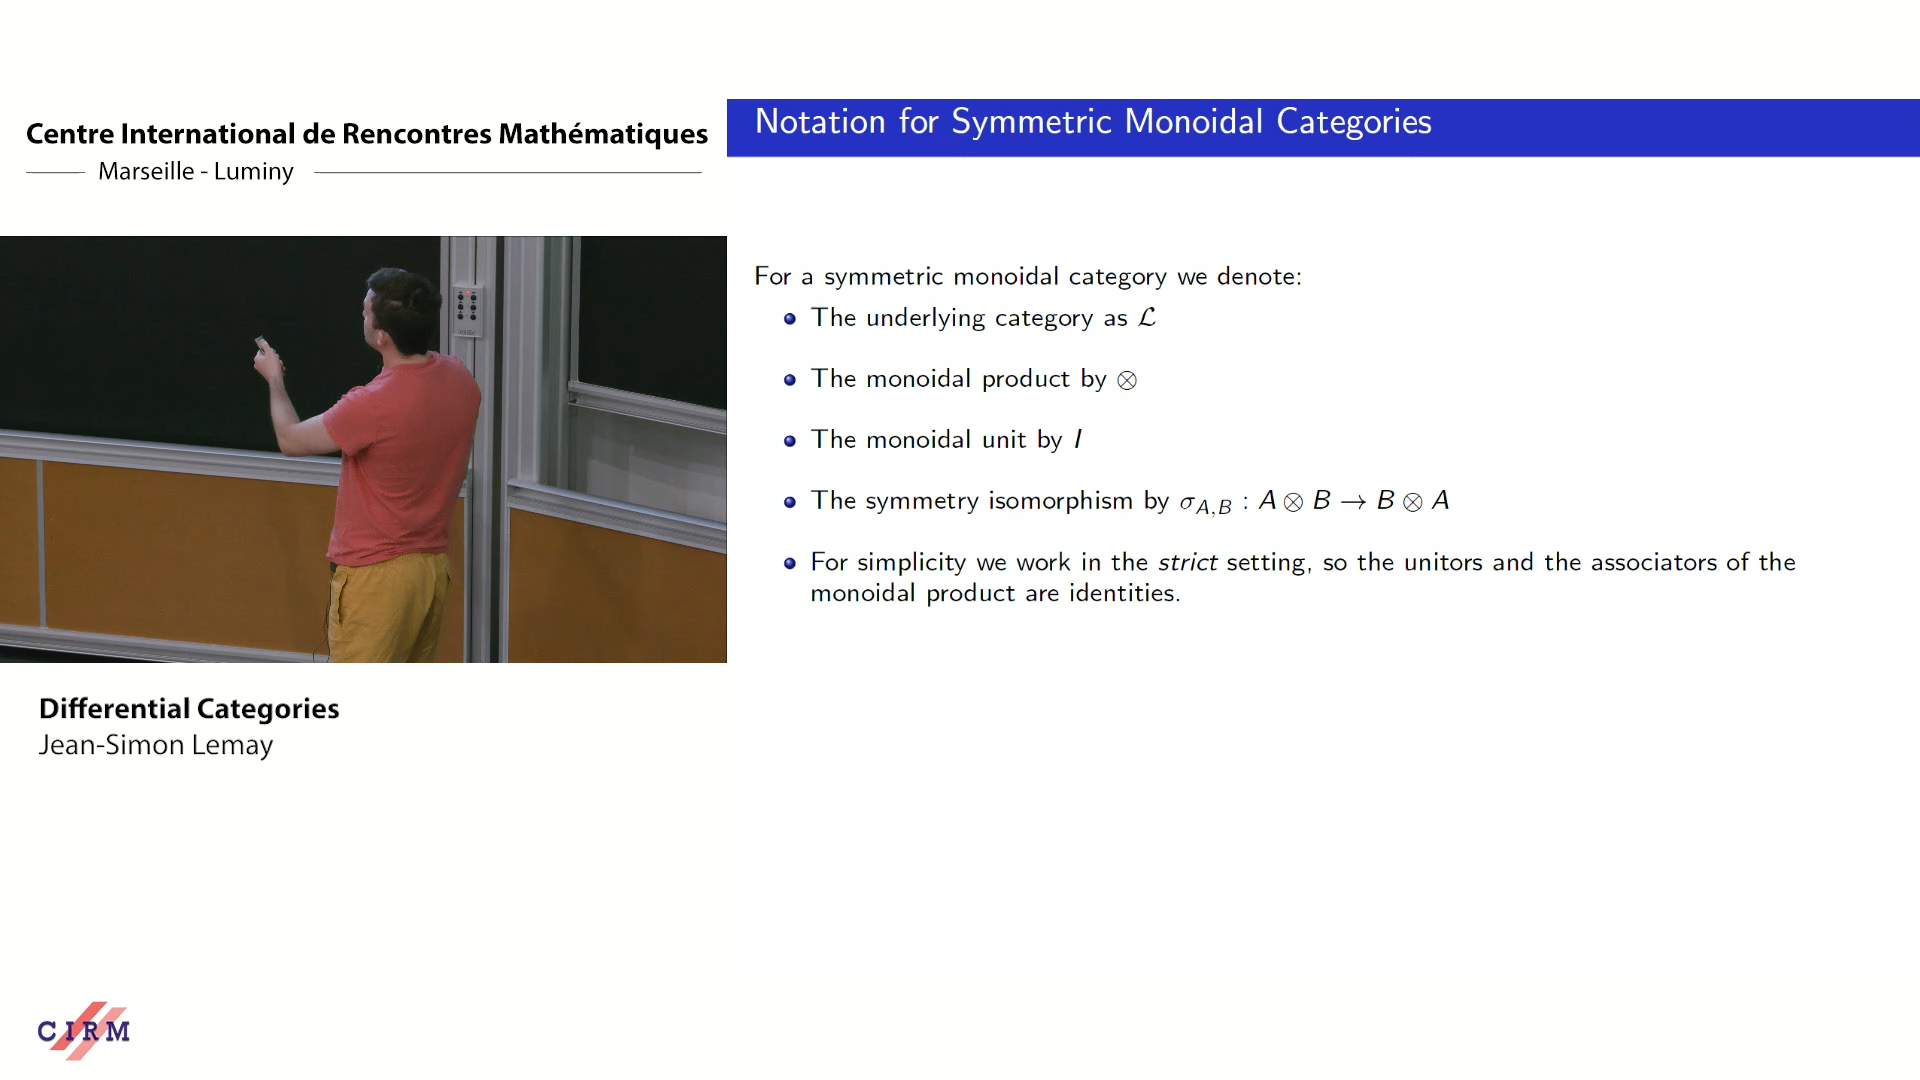 Centre International de Rencontres Mathématiques
Marseille - Luminy
Notation for Symmetric Monoidal Categories
For a symmetric monoidal category we denote:
The underlying category as ℒ
The monoidal product by ⊗
The monoidal unit by I
The symmetry isomorphism by σ_{A,B} : A ⊗ B → B ⊗ A
For simplicity we work in the strict setting, so the unitors and the associators of the
monoidal product are identities.
Differential Categories
Jean-Simon Lemay
CIRM